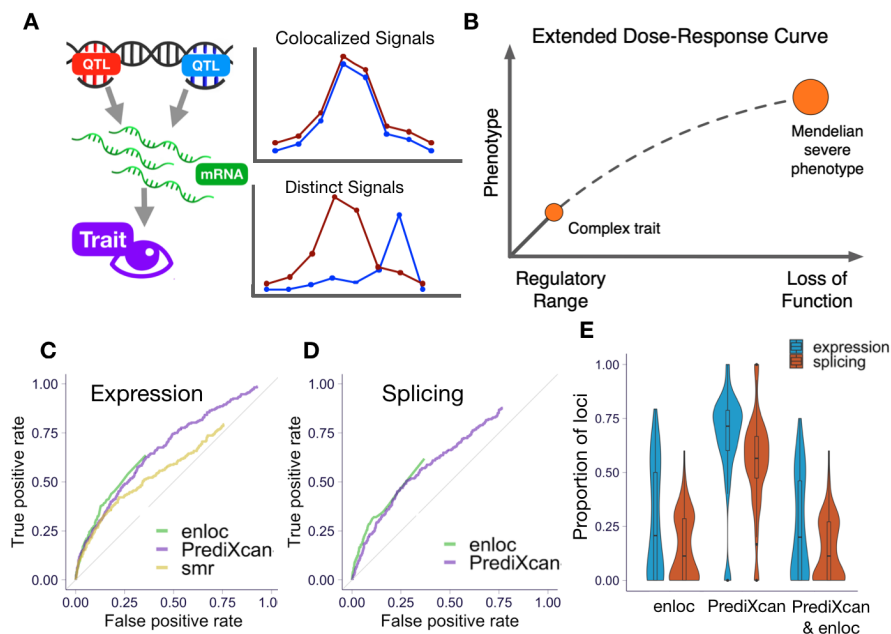 A
QTL
QTL
mRNA
Trait
Colocalized Signals
Distinct Signals
B
Extended Dose-Response Curve
Phenotype
Complex trait
Mendelian
severe
phenotype
Regulatory
Range
Loss of
Function
C
Expression
True positive rate
1.00
0.75
0.50
0.25
0.00
enloc
PrediXcan
smr
0.00
0.25
0.50
0.75
1.0
False positive rate
D
Splicing
True positive rate
1.00
0.75
0.50
0.25
0.00
enloc
PrediXcan
0.00
0.25
0.50
0.75
1.00
False positive rate
E
expression
splicing
Proportion of loci
1.00
0.75
0.50
0.25
0.00
enloc
PrediXcan
PrediXcan
& enloc